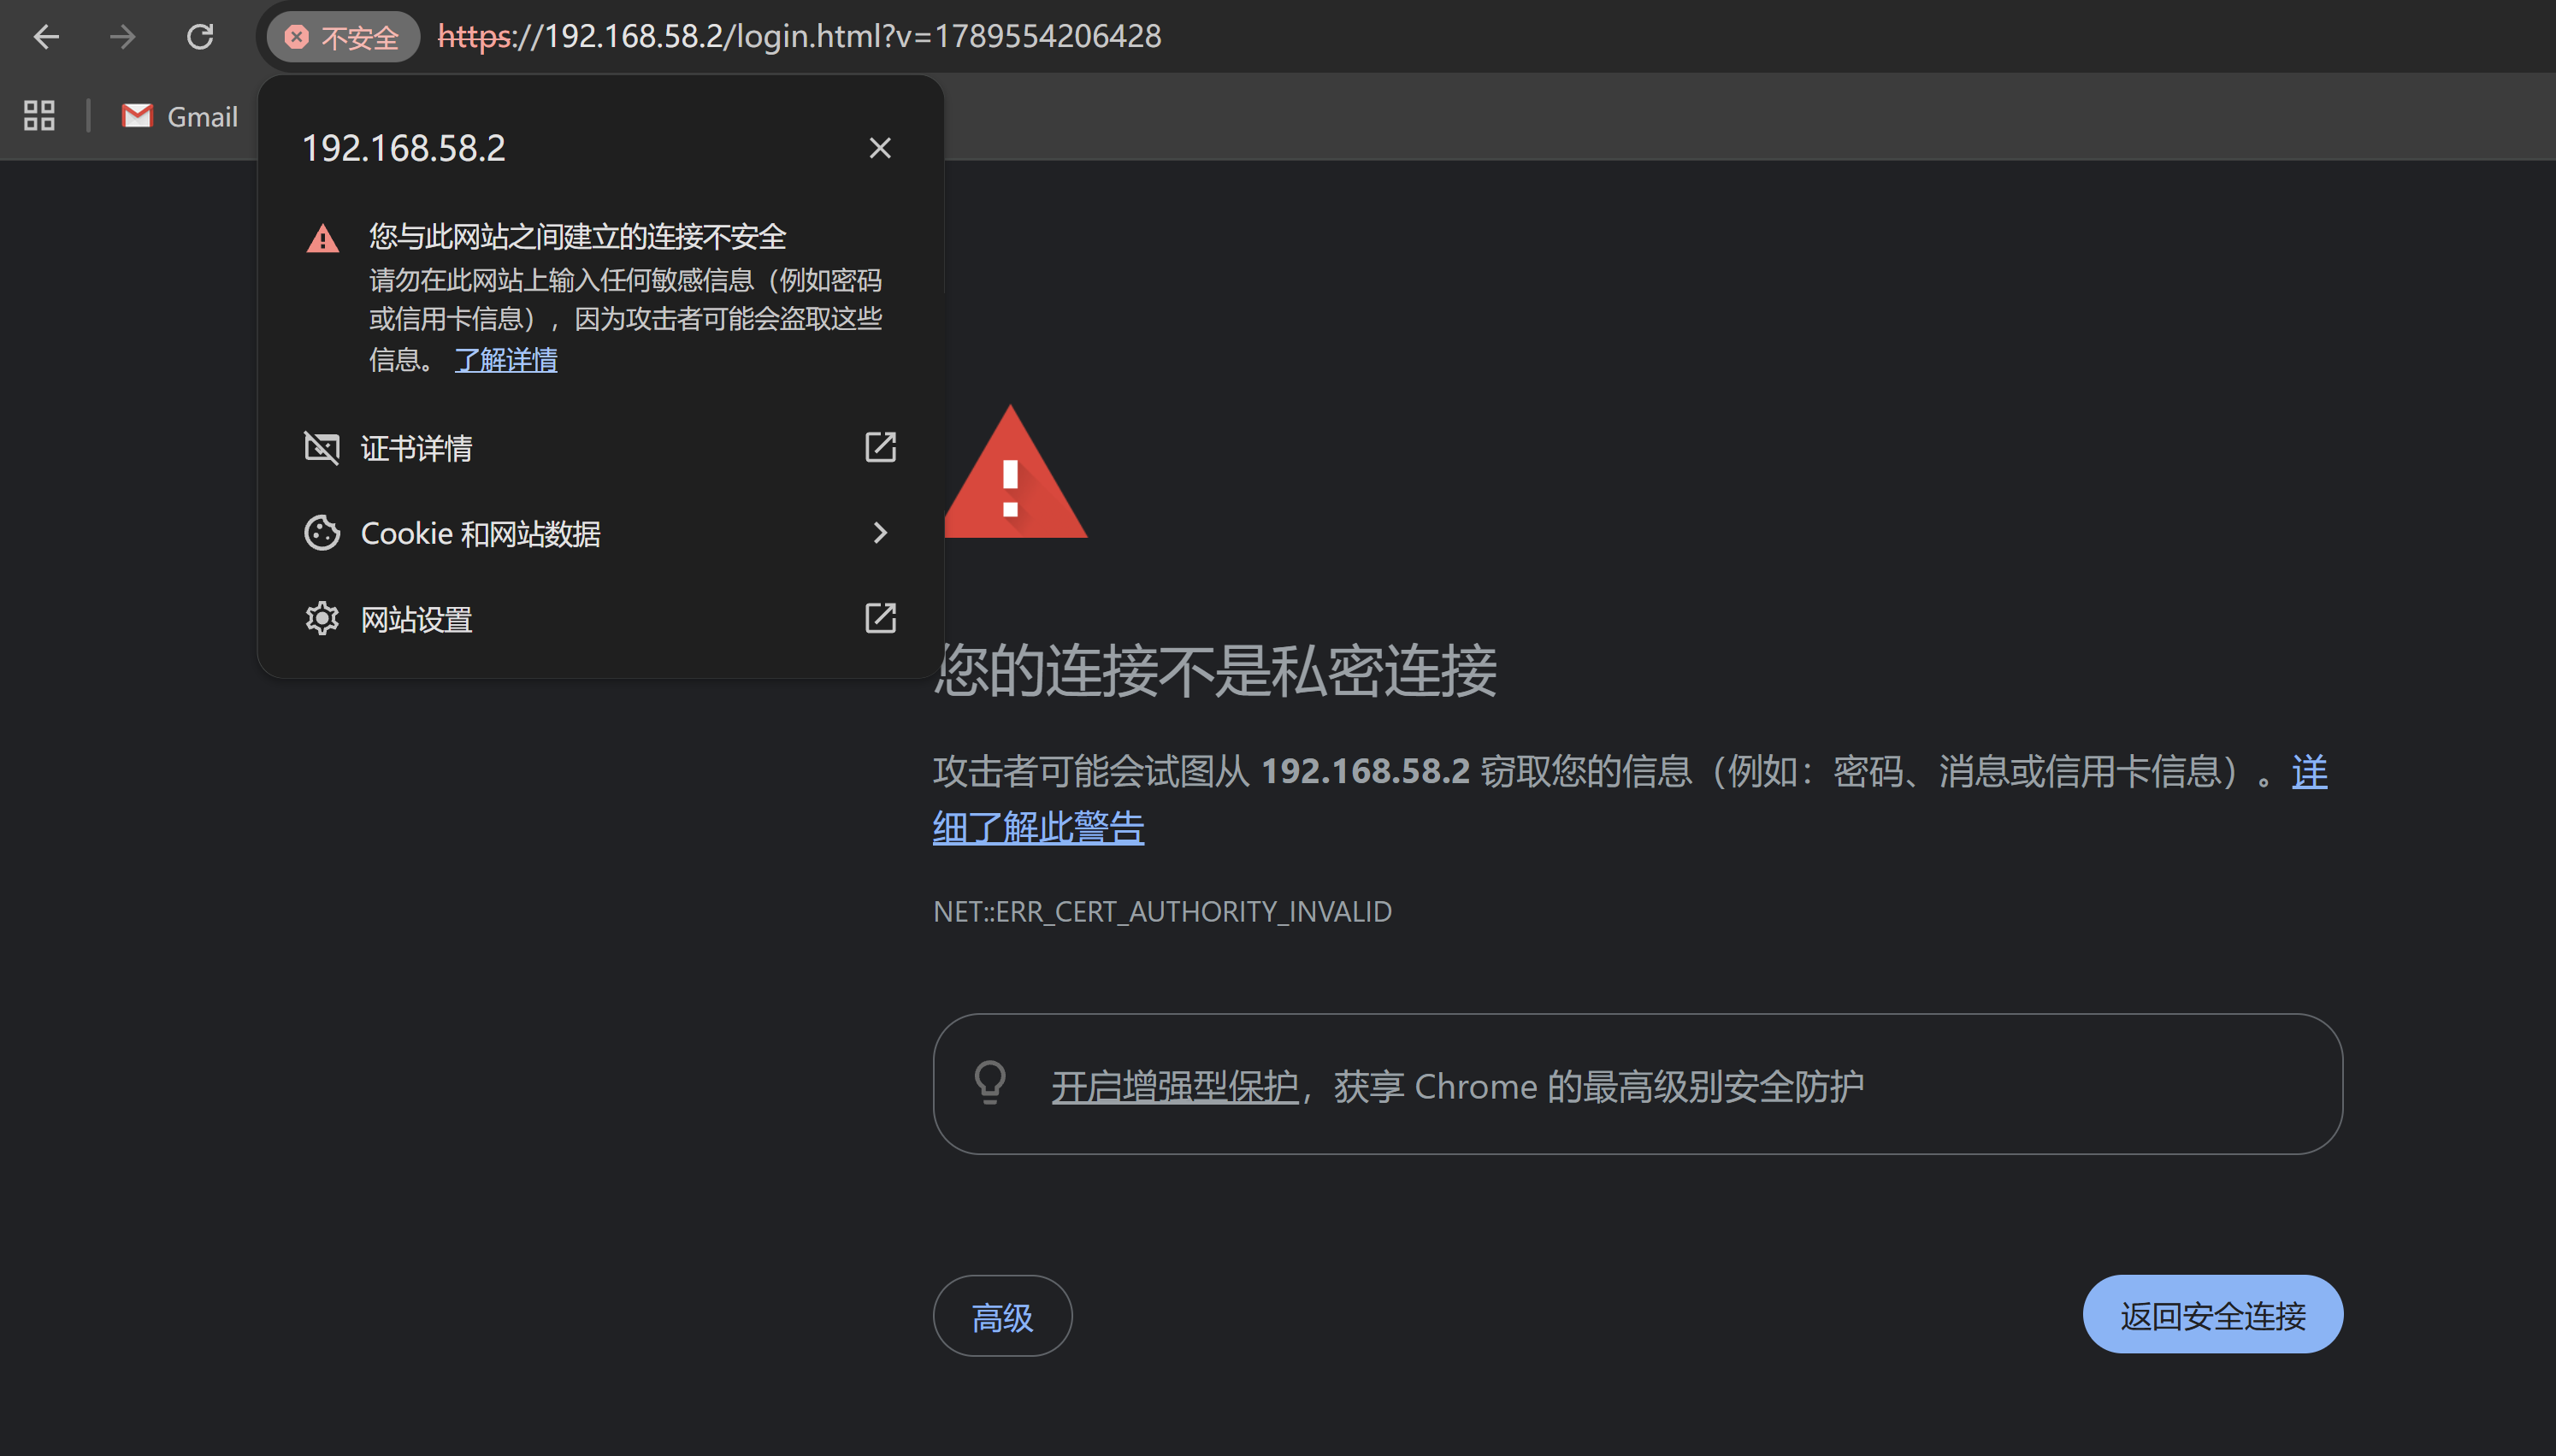 不安全 https://192.168.58.2/login.html?v=1789554206428
Gmail
192.168.58.2
您与此网站之间建立的连接不安全
请勿在此网站上输入任何敏感信息（例如密码
或信用卡信息），因为攻击者可能会盗取这些
信息。 了解详情
证书详情
Cookie 和网站数据
网站设置
您的连接不是私密连接
攻击者可能会试图从 192.168.58.2 窃取您的信息（例如：密码、消息或信用卡信息）。详
细了解此警告
NET::ERR_CERT_AUTHORITY_INVALID
开启增强型保护，获享 Chrome 的最高级别安全防护
高级
返回安全连接